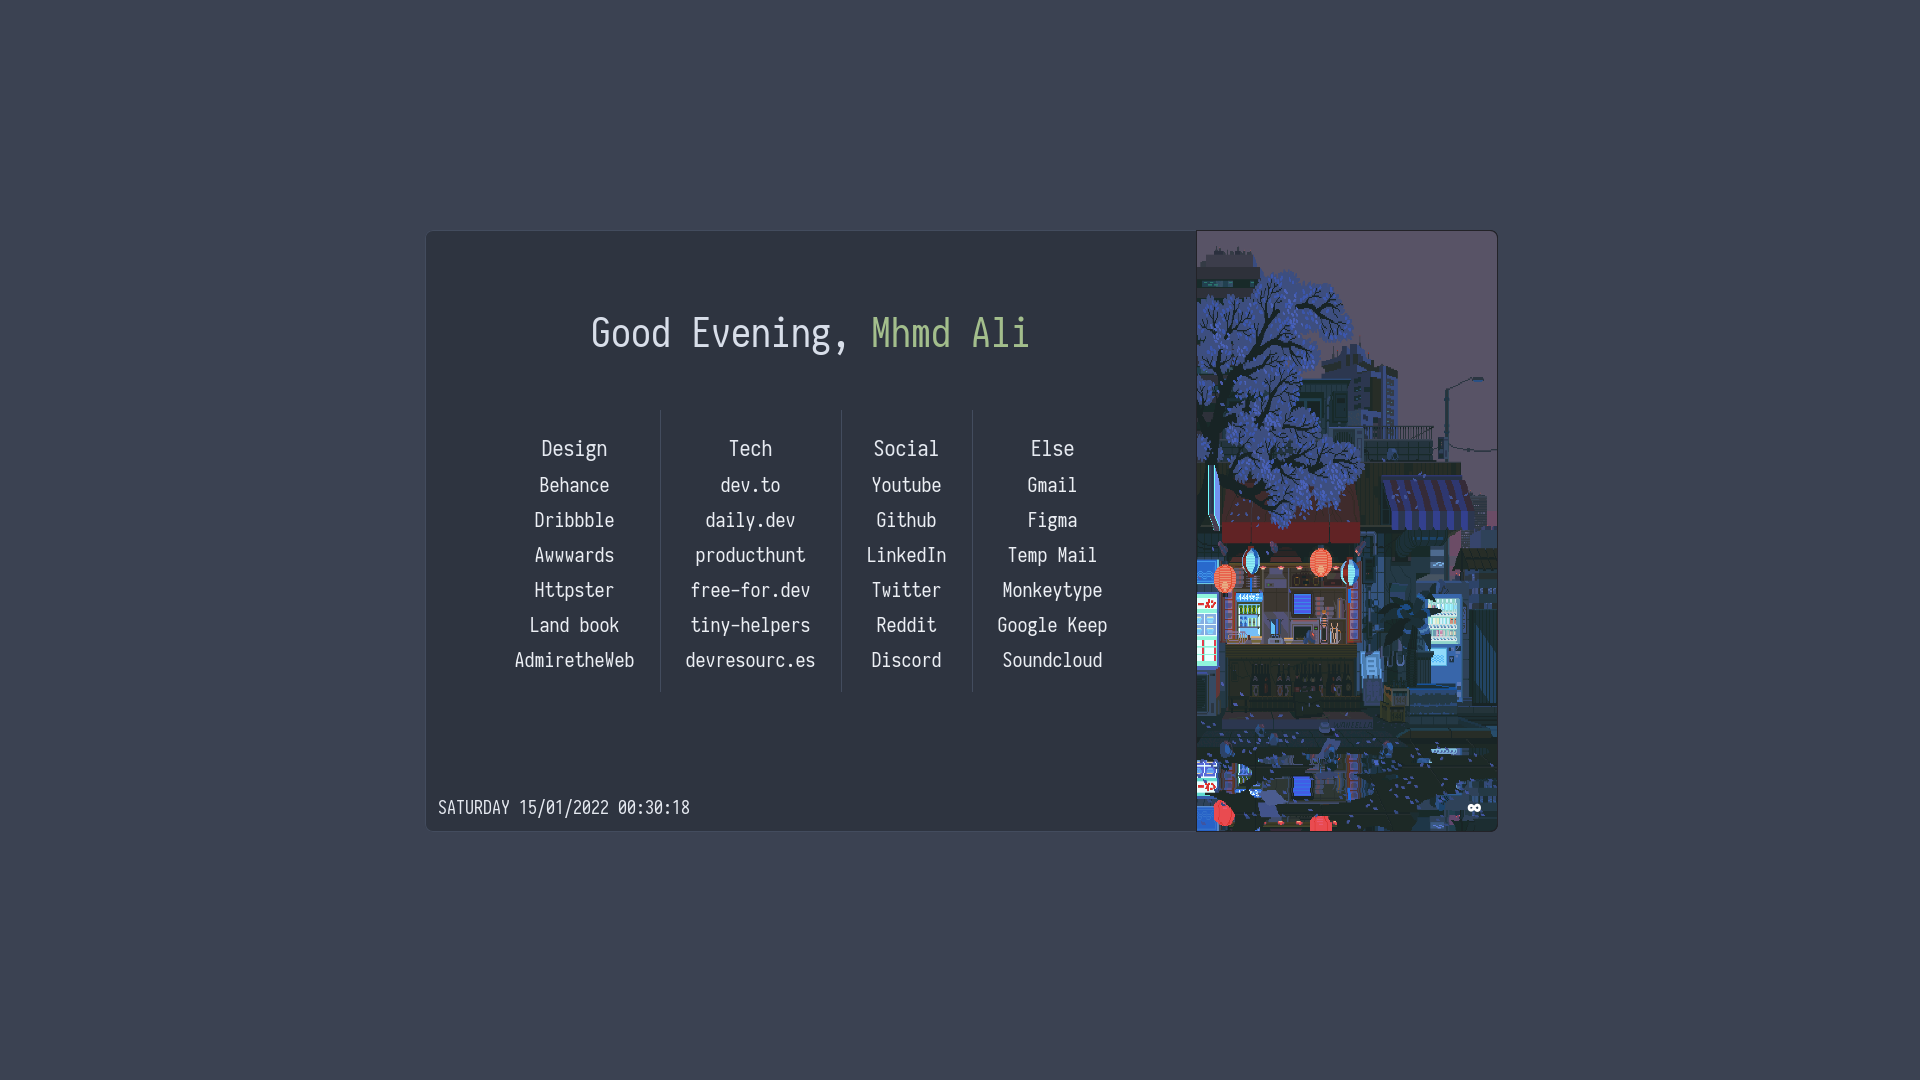 Good Evening, Mhmd Ali
Design
Behance
Dribbble
Awwwards
Httpster
Land book
AdmiretheWeb
Tech
dev.to
daily.dev
producthunt
free-for.dev
tiny-helpers
devresourc.es
Social
Youtube
Github
LinkedIn
Twitter
Reddit
Discord
Else
Gmail
Figma
Temp Mail
Monkeytype
Google Keep
Soundcloud
SATURDAY 15/01/2022 00:30:18